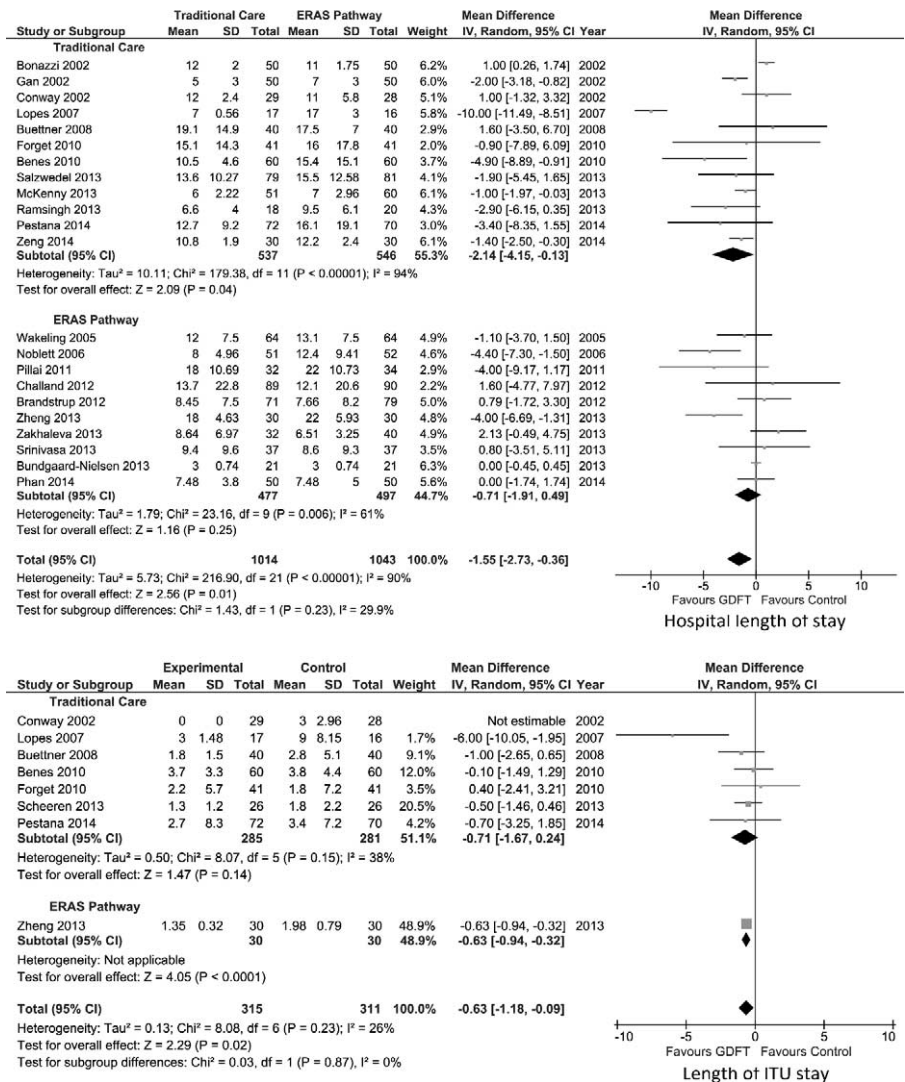 Traditional Care ERAS Pathway Mean Difference Mean Difference
Study or Subgroup Mean SD Total Mean SD Total Weight IV, Random, 95% CI Year IV, Random, 95% CI
Traditional Care
Bonazzi 2002 12 2 50 11 1.75 50 6.2% 1.00 [0.26, 1.74] 2002
Gan 2002 5 3 50 7 3 50 6.0% -2.00 [-3.18, -0.82] 2002
Conway 2002 12 2.4 29 11 5.8 28 5.1% 1.00 [-1.32, 3.32] 2002
Lopes 2007 7 0.56 17 17 3 16 5.8% -10.00 [-11.49, -8.51] 2007
Buettner 2008 19.1 14.9 40 17.5 7 40 2.9% 1.60 [-3.50, 6.70] 2008
Forget 2010 15.1 14.3 41 16 17.8 41 1.9% -0.90 [-7.89, 6.09] 2010
Benes 2010 10.5 4.6 60 15.4 15.1 60 3.7% -4.90 [-8.89, -0.91] 2010
Salzwedel 2013 13.6 10.27 79 15.5 12.58 81 4.0% -1.90 [-5.45, 1.65] 2013
McKenny 2013 6 2.22 51 7 2.96 60 6.1% -1.00 [-1.97, -0.03] 2013
Ramsingh 2013 6.6 4 18 9.5 6.1 20 4.3% -2.90 [-6.15, 0.35] 2013
Pestana 2014 12.7 9.2 72 16.1 19.1 70 3.0% -3.40 [-8.35, 1.55] 2014
Zeng 2014 10.8 1.9 30 12.2 2.4 30 6.1% -1.40 [-2.50, -0.30] 2014
Subtotal (95% CI) 537 546 55.3% -2.14 [-4.15, -0.13]
Heterogeneity: Tau² = 10.11; Chi² = 179.38, df = 11 (P < 0.00001); I² = 94%
Test for overall effect: Z = 2.09 (P = 0.04)
ERAS Pathway
Wakeling 2005 12 7.5 64 13.1 7.5 64 4.9% -1.10 [-3.70, 1.50] 2005
Noblett 2006 8 4.96 51 12.4 9.41 52 4.6% -4.40 [-7.30, -1.50] 2006
Pillai 2011 18 10.69 32 22 10.73 34 2.8% -4.00 [-9.17, 1.17] 2011
Challand 2012 13.7 22.8 89 12.1 20.6 90 2.2% 1.60 [-4.77, 7.97] 2012
Brandstrup 2012 8.45 7.5 71 7.66 8.2 79 4.9% 0.79 [-1.72, 3.30] 2012
Zheng 2013 18 4.63 30 22 5.93 30 4.8% -4.00 [-6.69, -1.31] 2013
Zakhaleva 2013 8.64 6.97 32 6.51 3.25 40 4.8% 2.13 [-0.49, 4.75] 2013
Srinivasa 2013 9.4 9.6 37 8.6 9.3 37 3.5% 0.80 [-3.51, 5.11] 2013
Bundgaard-Nielsen 2013 3 0.74 21 3 0.74 21 6.3% 0.00 [-0.45, 0.45] 2013
Phan 2014 7.48 3.8 50 7.48 5 50 5.6% 0.00 [-1.74, 1.74] 2014
Subtotal (95% CI) 477 497 44.7% -0.71 [-1.91, 0.49]
Heterogeneity: Tau² = 1.79; Chi² = 23.16, df = 9 (P = 0.006); I² = 61%
Test for overall effect: Z = 1.16 (P = 0.25)
Total (95% CI) 1014 1043 100.0% -1.55 [-2.73, -0.36]
Heterogeneity: Tau² = 5.73; Chi² = 216.90, df = 21 (P < 0.00001); I² = 90%
Test for overall effect: Z = 2.56 (P = 0.01)
Test for subgroup differences: Chi² = 1.43, df = 1 (P = 0.23), I² = 29.9%
-10 -5 0 5 10
Favours GDFT Favours Control
Hospital length of stay
Experimental Control Mean Difference Mean Difference
Study or Subgroup Mean SD Total Mean SD Total Weight IV, Random, 95% CI Year IV, Random, 95% CI
Traditional Care
Conway 2002 0 0 29 3 2.96 28 Not estimable 2002
Lopes 2007 3 1.48 17 9 8.15 16 1.7% -6.00 [-10.05, -1.95] 2007
Buettner 2008 1.8 1.5 40 2.8 5.1 40 9.1% -1.00 [-2.65, 0.65] 2008
Benes 2010 3.7 3.3 60 3.8 4.4 60 12.0% -0.10 [-1.49, 1.29] 2010
Forget 2010 2.2 5.7 41 1.8 7.2 41 3.5% 0.40 [-2.41, 3.21] 2010
Scheeren 2013 1.3 1.2 26 1.8 2.2 26 20.5% -0.50 [-1.46, 0.46] 2013
Pestana 2014 2.7 8.3 72 3.4 7.2 70 4.2% -0.70 [-3.25, 1.85] 2014
Subtotal (95% CI) 285 281 51.1% -0.71 [-1.67, 0.24]
Heterogeneity: Tau² = 0.50; Chi² = 8.07, df = 5 (P = 0.15); I² = 38%
Test for overall effect: Z = 1.47 (P = 0.14)
ERAS Pathway
Zheng 2013 1.35 0.32 30 1.98 0.79 30 48.9% -0.63 [-0.94, -0.32] 2013
Subtotal (95% CI) 30 30 48.9% -0.63 [-0.94, -0.32]
Heterogeneity: Not applicable
Test for overall effect: Z = 4.05 (P < 0.0001)
Total (95% CI) 315 311 100.0% -0.63 [-1.18, -0.09]
Heterogeneity: Tau² = 0.13; Chi² = 8.08, df = 6 (P = 0.23); I² = 26%
Test for overall effect: Z = 2.29 (P = 0.02)
Test for subgroup differences: Chi² = 0.03, df = 1 (P = 0.87), I² = 0%
-10 -5 0 5 10
Favours GDFT Favours Control
Length of ITU stay